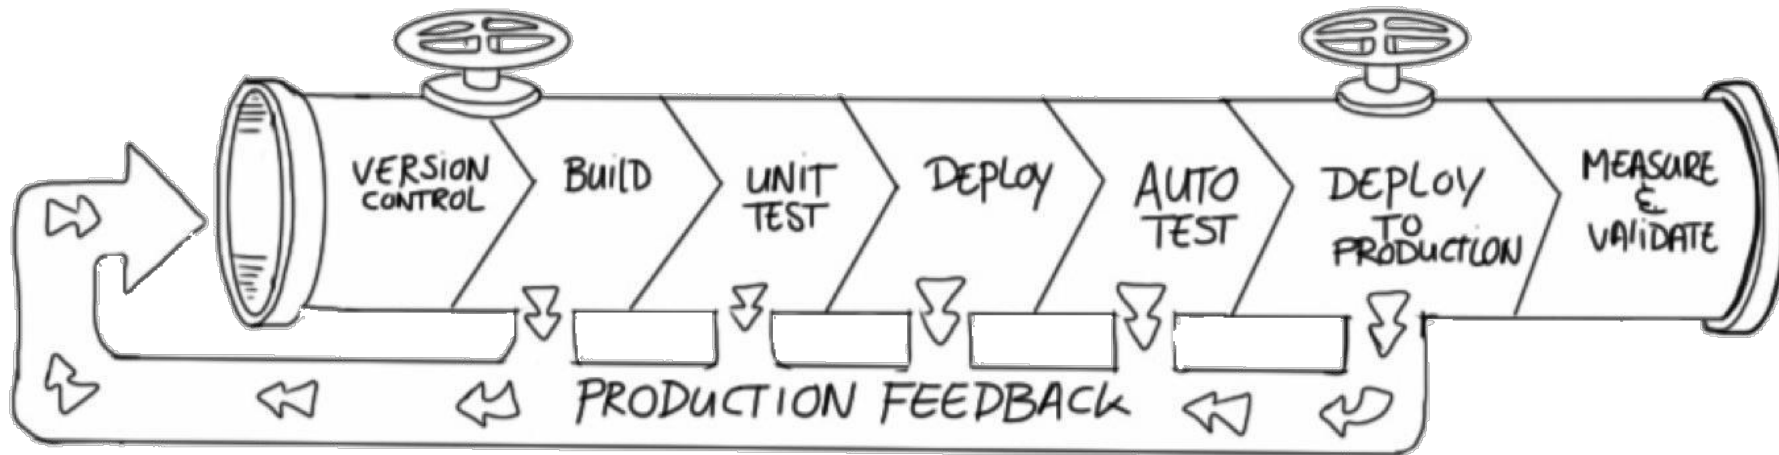 VERSION
CONTROL
BUiLD
UNIT
TEST
DEPLOY
AUTO
TEST
DEPLOY
TO
PRODUCTION
MEASURE
&
VALiDATE
PRODUCTION FEEDBACK